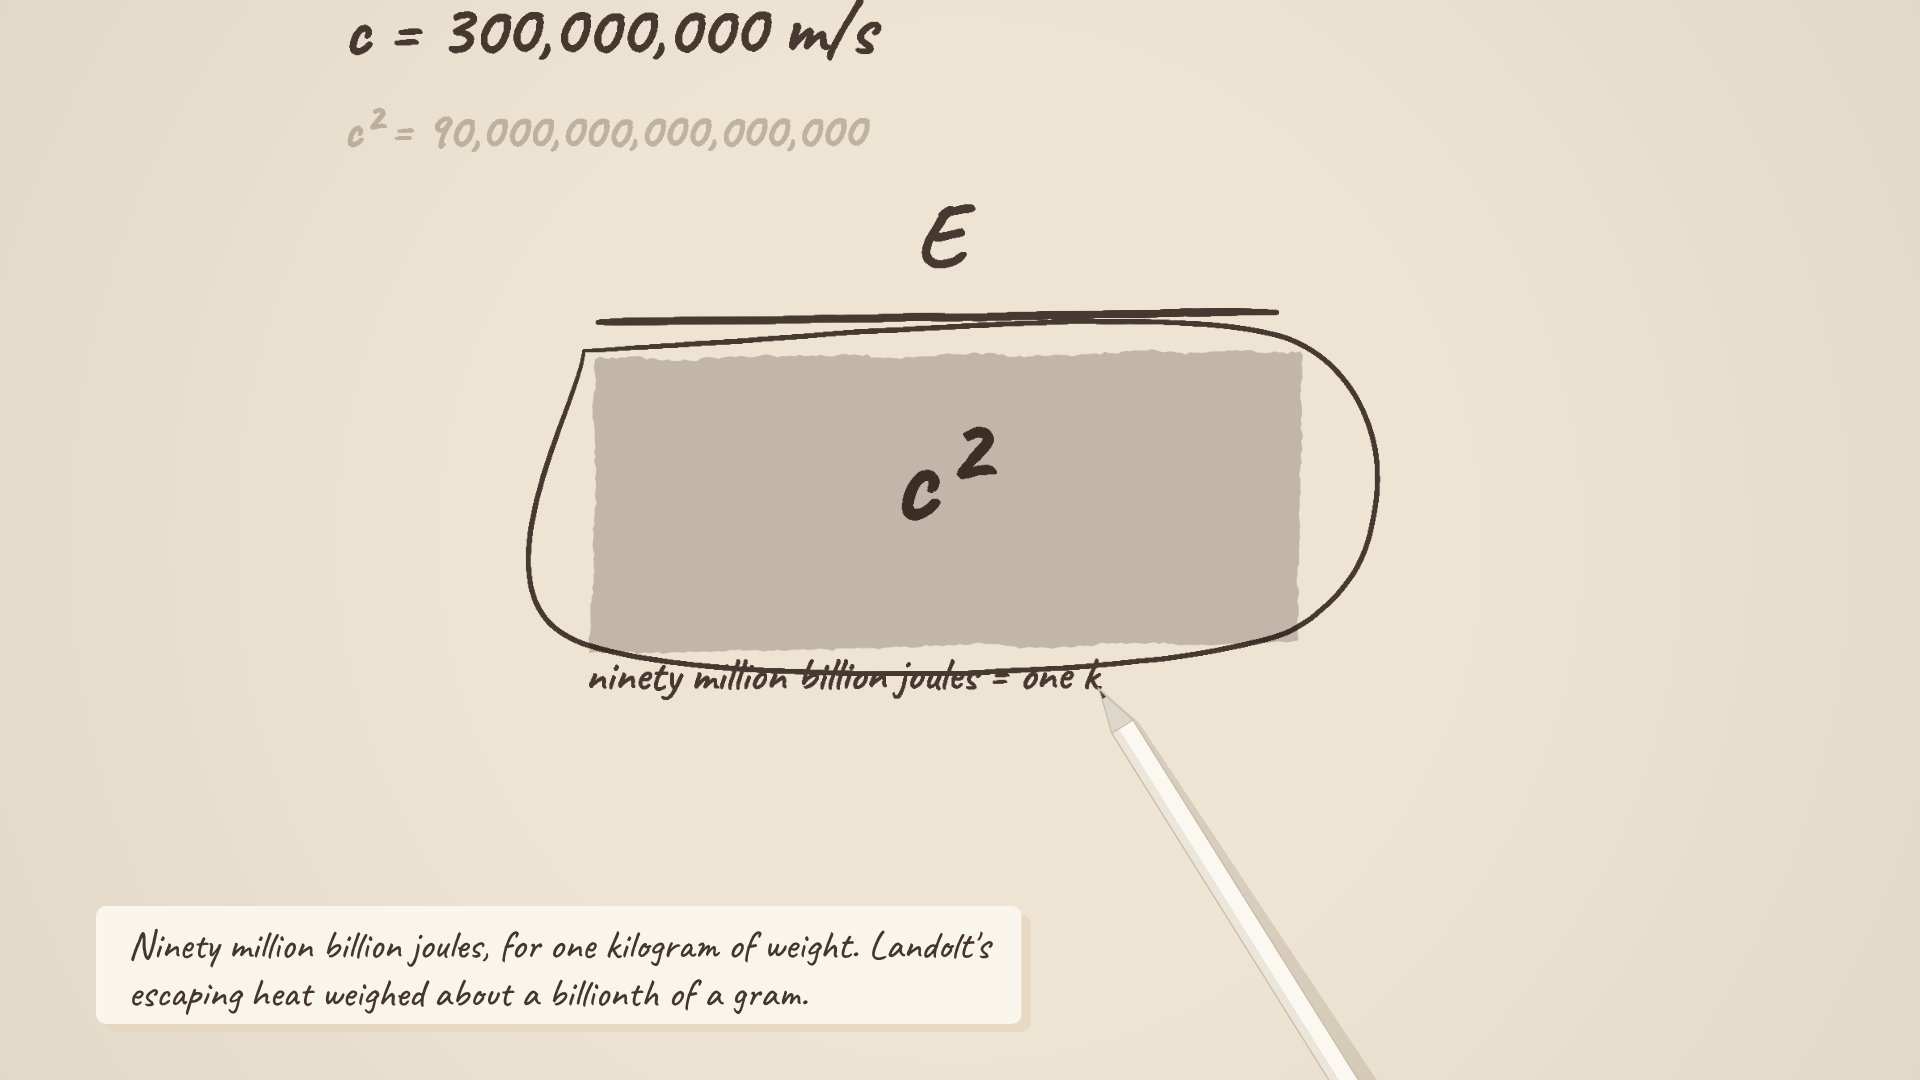 c = 300,000,000 m/s
c² = 90,000,000,000,000,000
E
c²
ninety million billion joules = one k
Ninety million billion joules, for one kilogram of weight. Landolt's
escaping heat weighed about a billionth of a gram.